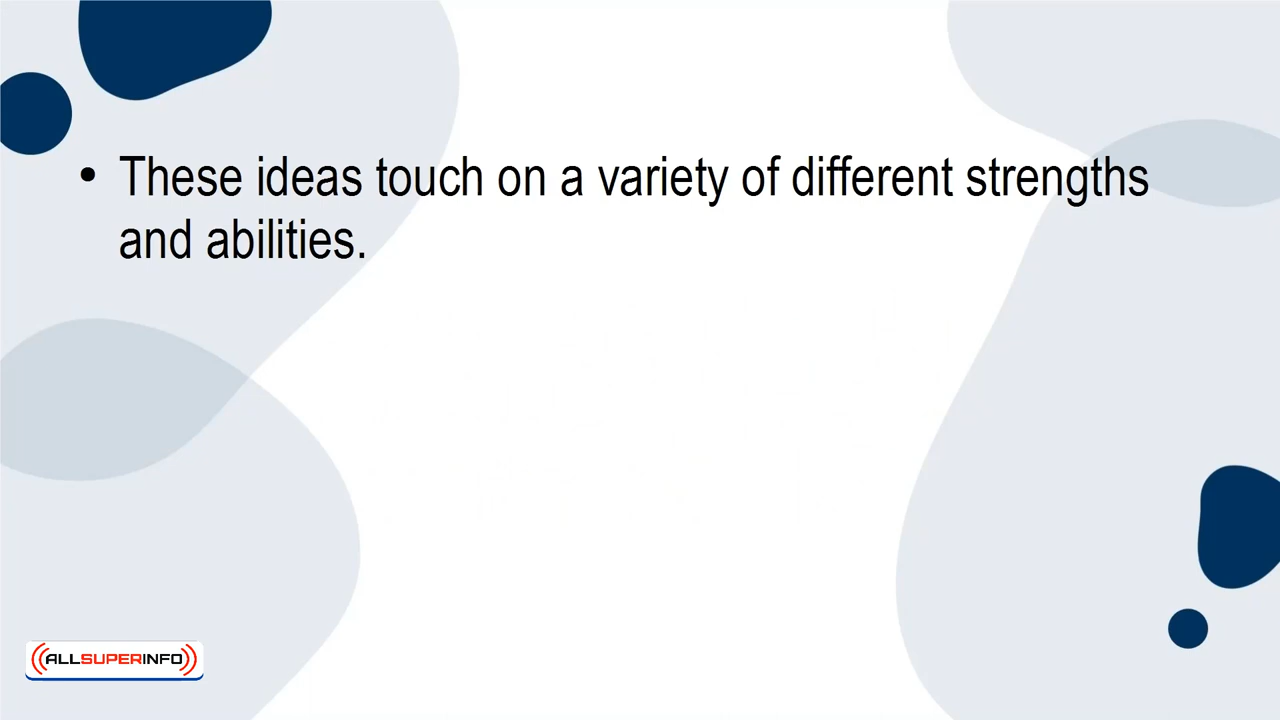 • These ideas touch on a variety of different strengths
and abilities.
ALLSUPERINFO